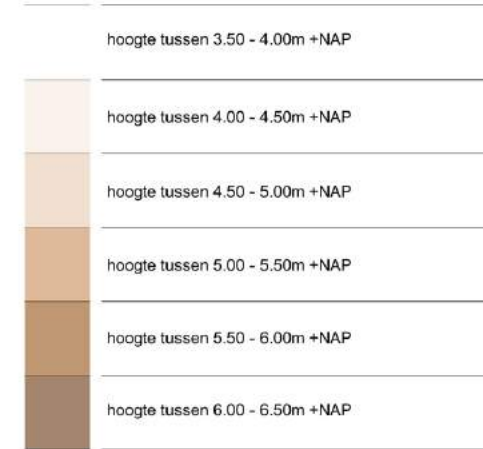 hoogte tussen 3.50 - 4.00m +NAP
hoogte tussen 4.00 - 4.50m +NAP
hoogte tussen 4.50 - 5.00m +NAP
hoogte tussen 5.00 - 5.50m +NAP
hoogte tussen 5.50 - 6.00m +NAP
hoogte tussen 6.00 - 6.50m +NAP